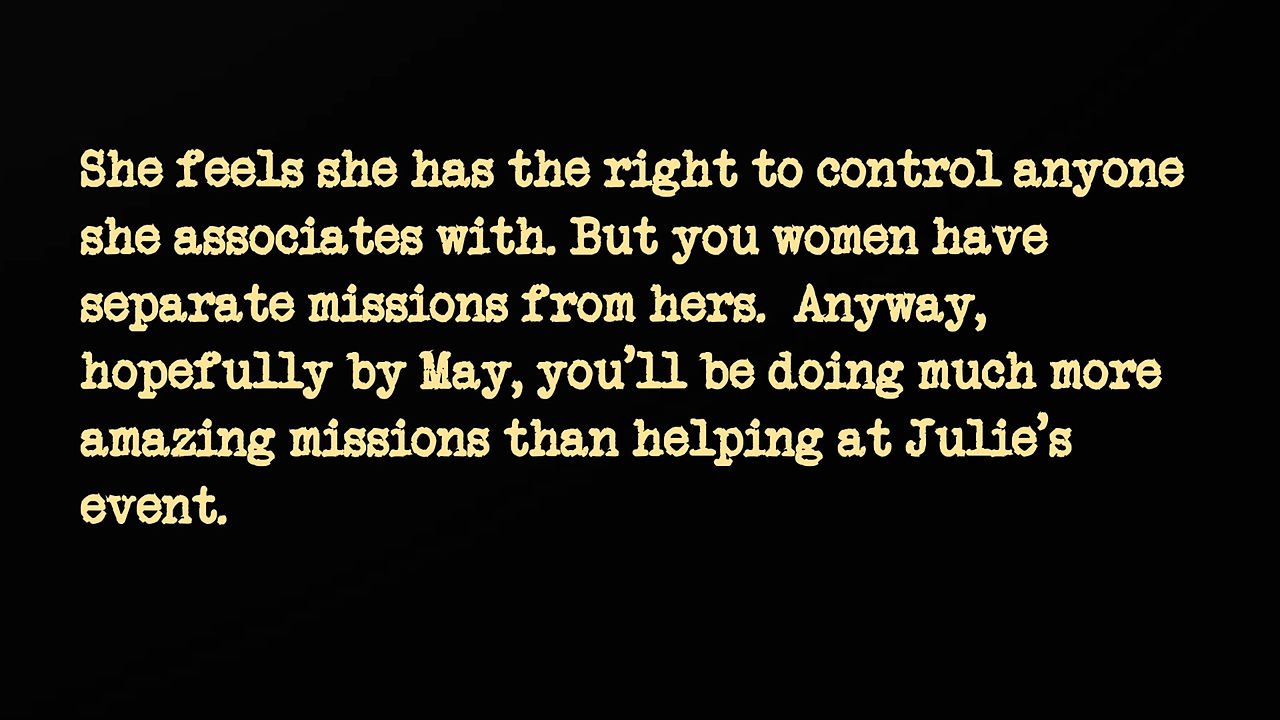 She feels she has the right to control anyone
she associates with. But you women have
separate missions from hers.  Anyway,
hopefully by May, you’ll be doing much more
amazing missions than helping at Julie’s
event.